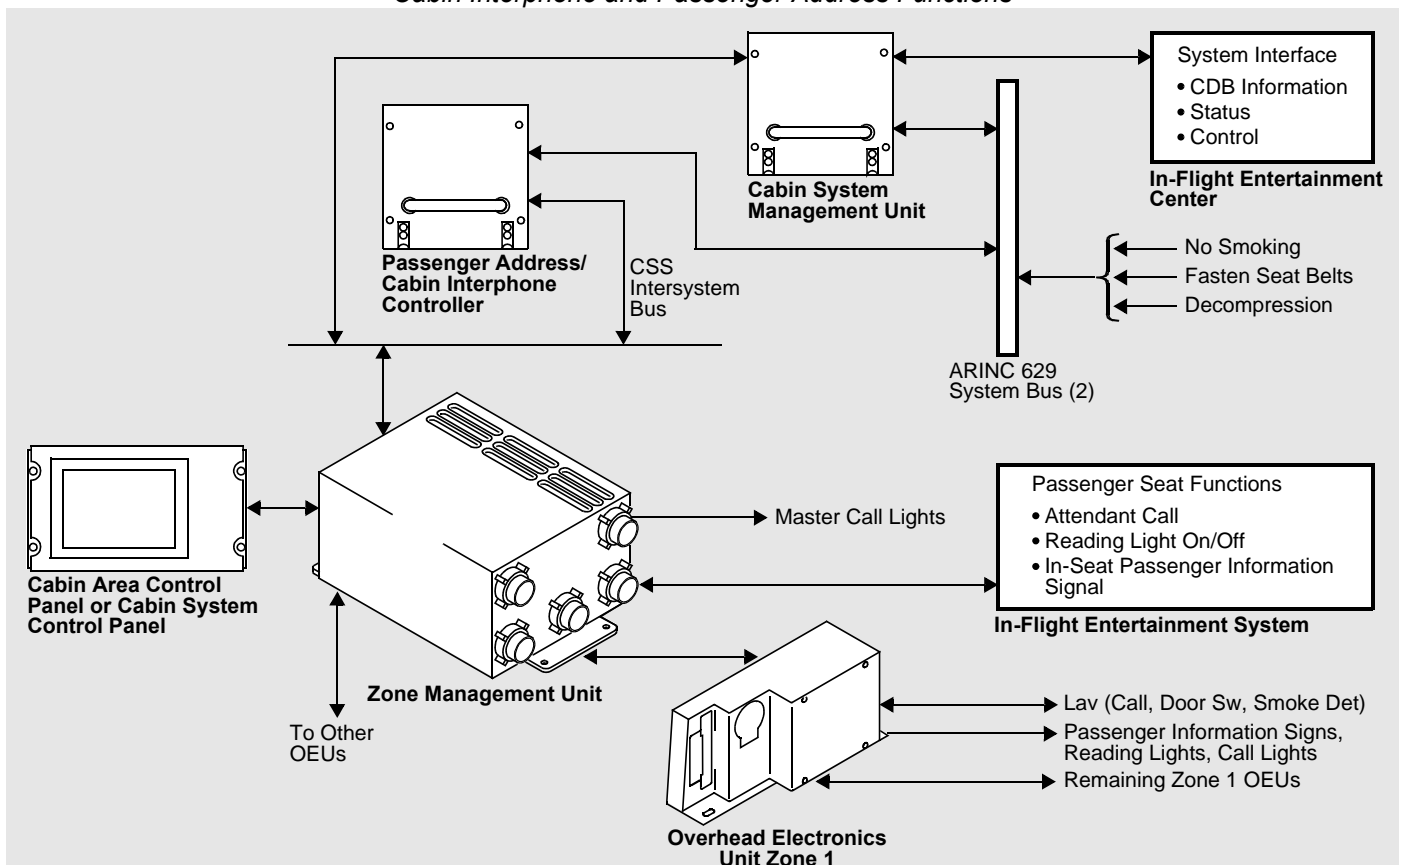 Cabin Interphone and Passenger Address Functions
System Interface
• CDB Information
• Status
• Control
In-Flight Entertainment
Center
Cabin System
Management Unit
Passenger Address/
Cabin Interphone
Controller
CSS
Intersystem
Bus
No Smoking
Fasten Seat Belts
Decompression
ARINC 629
System Bus (2)
Cabin Area Control
Panel or Cabin System
Control Panel
Master Call Lights
Passenger Seat Functions
• Attendant Call
• Reading Light On/Off
• In-Seat Passenger Information
Signal
In-Flight Entertainment System
Zone Management Unit
To Other
OEUs
Lav (Call, Door Sw, Smoke Det)
Passenger Information Signs,
Reading Lights, Call Lights
Remaining Zone 1 OEUs
Overhead Electronics
Unit Zone 1